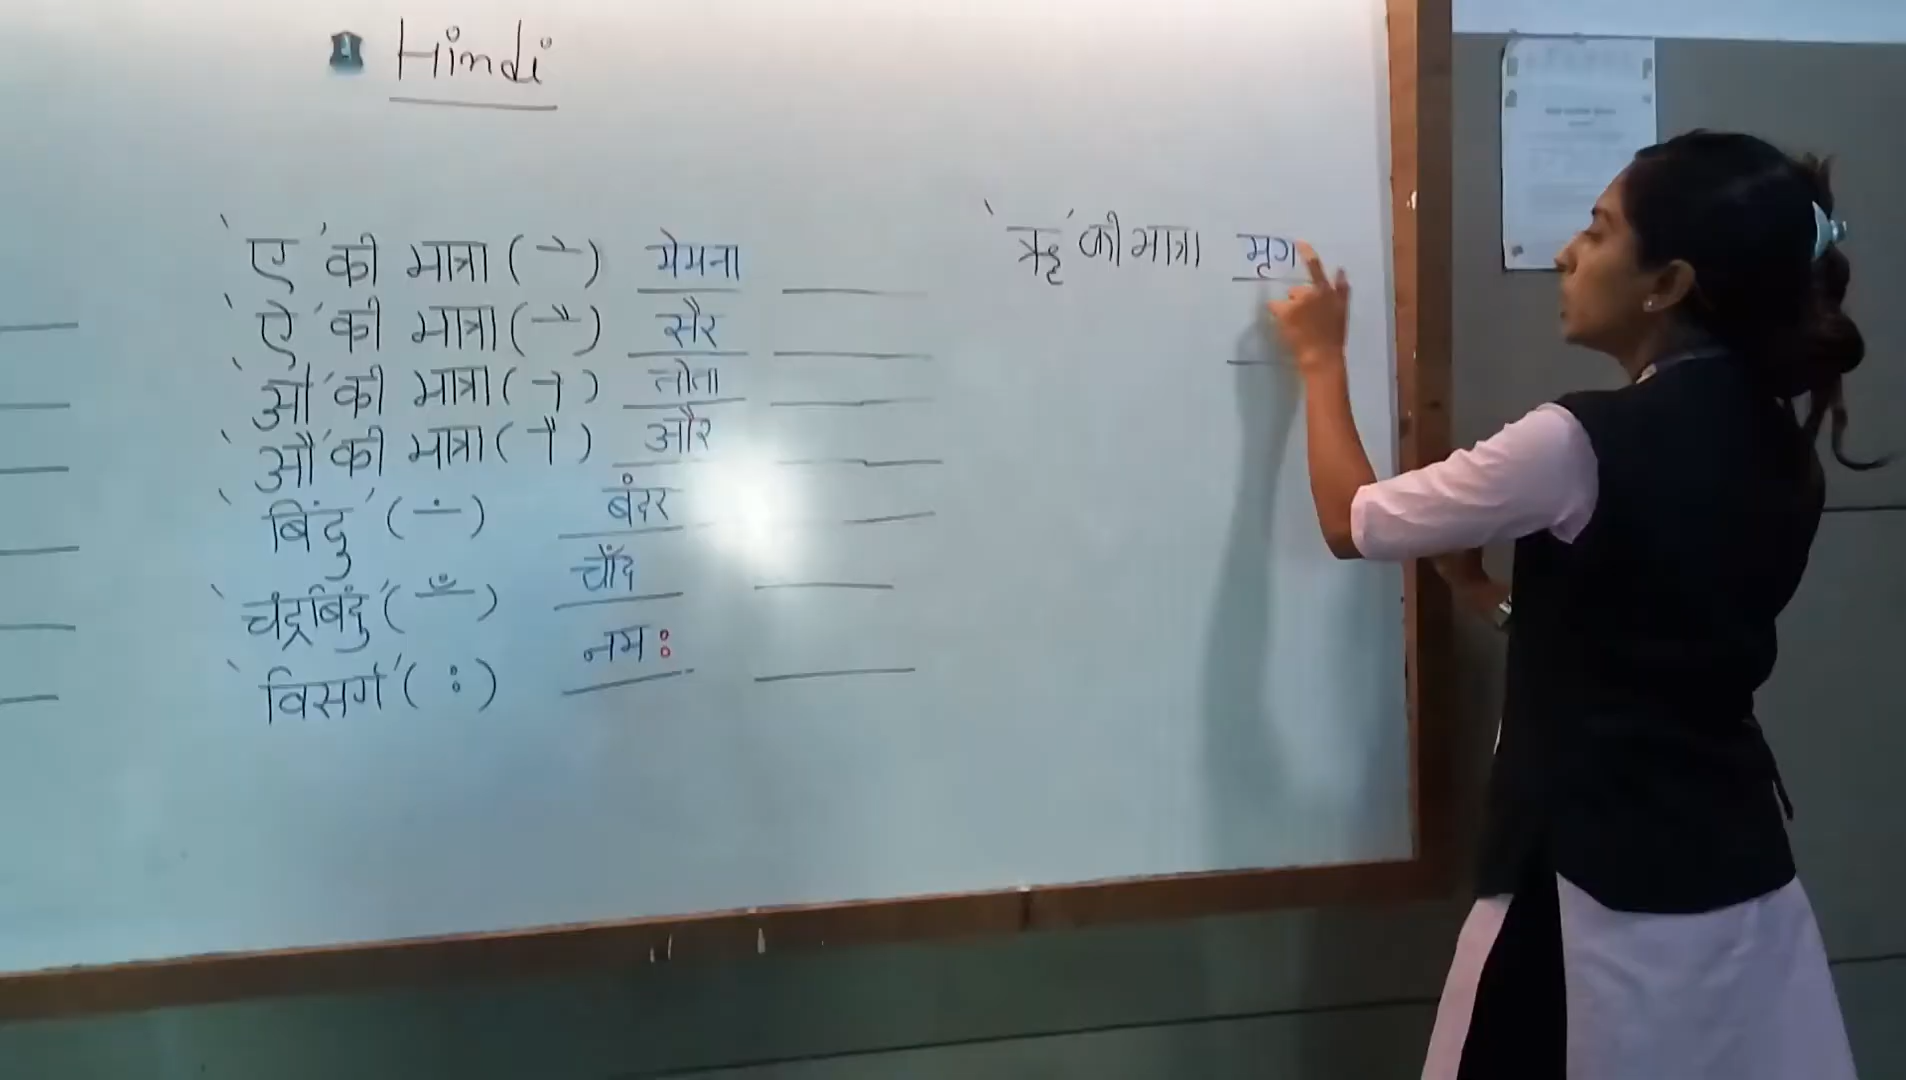 Hindi
'ए' की मात्रा ( े ) मेमना
'ऐ' की मात्रा ( ै ) सैर
'ओ' की मात्रा ( ो ) तोता
'औ' की मात्रा ( ौ ) और
'बिंदु' ( ं ) बंदर
'चंद्रबिंदु' ( ँ ) चाँद
'विसर्ग' ( : ) नमः
'ऋ' की मात्रा मृग